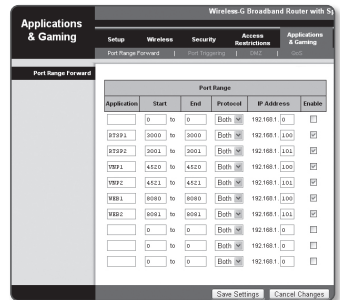 Wireless-G Broadband Router with Sp
Applications
& Gaming
Setup Wireless Security Access Restrictions Applications & Gaming
Port Range Forward | Port Triggering | DMZ | QoS
Port Range Forward
Port Range
Application Start End Protocol IP Address Enable
0 to 0 Both 192.168.1. 0
RTSP1 3000 to 3000 Both 192.168.1. 100
RTSP2 3001 to 3001 Both 192.168.1. 101
VNP1 4520 to 4520 Both 192.168.1. 100
VNP2 4521 to 4521 Both 192.168.1. 101
WEB1 8080 to 8080 Both 192.168.1. 100
WEB2 8081 to 8081 Both 192.168.1. 101
0 to 0 Both 192.168.1. 0
0 to 0 Both 192.168.1. 0
0 to 0 Both 192.168.1. 0
Save Settings Cancel Changes